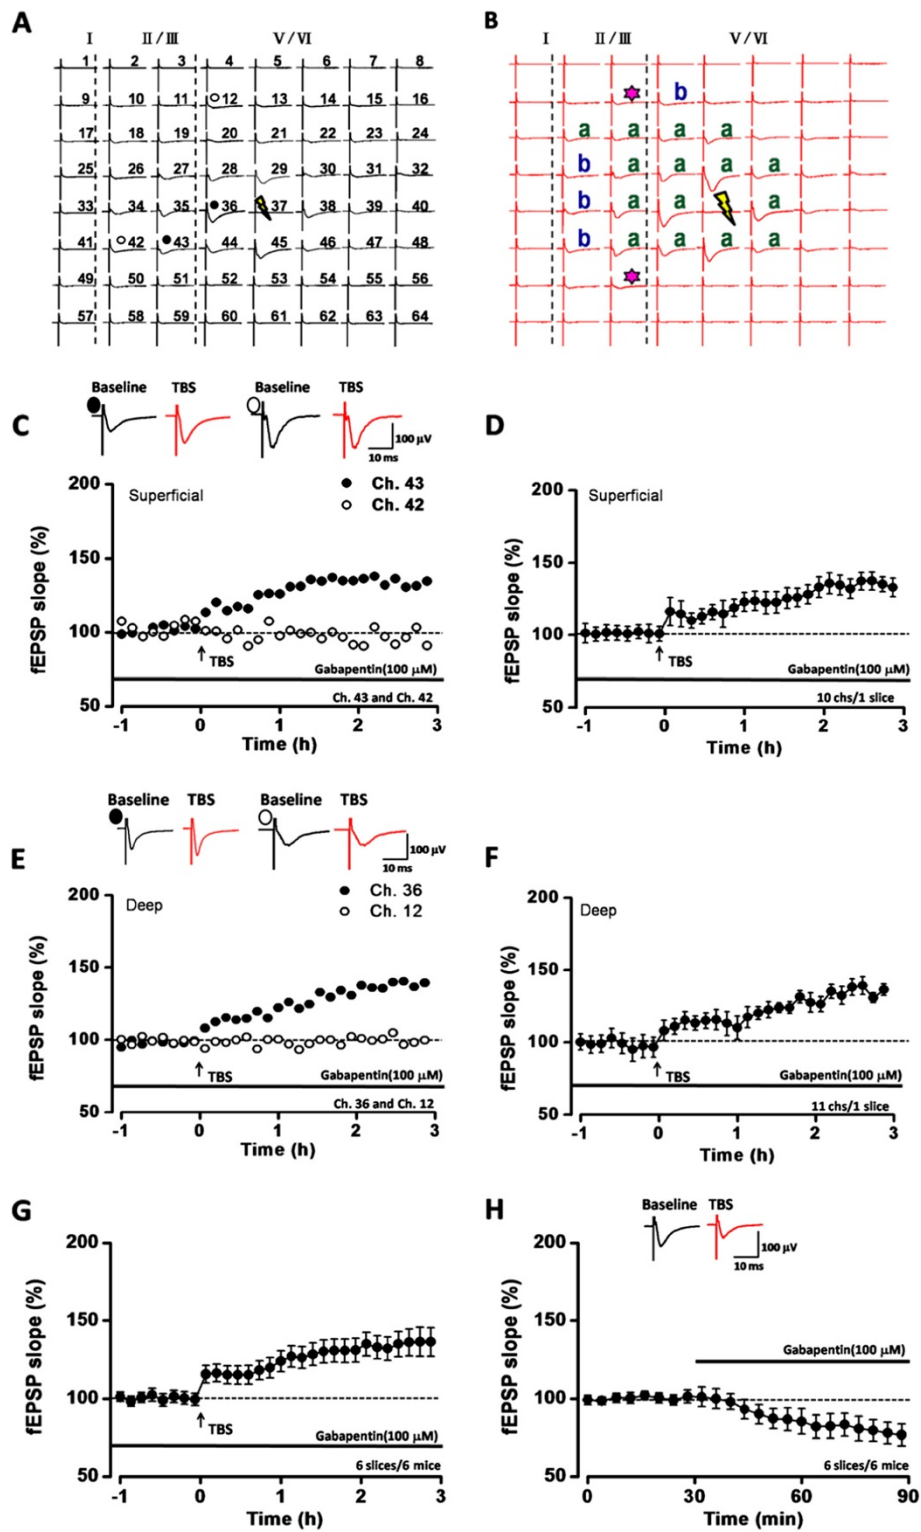 A
B
I II / III V / VI
I II / III V / VI
1 2 3 4 5 6 7 8
9 10 11 12 13 14 15 16
17 18 19 20 21 22 23 24
25 26 27 28 29 30 31 32
33 34 35 36 37 38 39 40
41 42 43 44 45 46 47 48
49 50 51 52 53 54 55 56
57 58 59 60 61 62 63 64
b
a a a a
b a a a a
b a a a
b a a a a
C
Baseline TBS Baseline TBS
100 μV
10 ms
Superficial
Ch. 43
Ch. 42
fEPSP slope (%)
200
150
100
50
TBS
Gabapentin(100 μM)
Ch. 43 and Ch. 42
-1 0 1 2 3
Time (h)
D
Superficial
fEPSP slope (%)
200
150
100
50
TBS
Gabapentin(100 μM)
10 chs/1 slice
-1 0 1 2 3
Time (h)
E
Baseline TBS Baseline TBS
100 μV
10 ms
Deep
Ch. 36
Ch. 12
fEPSP slope (%)
200
150
100
50
TBS
Gabapentin(100 μM)
Ch. 36 and Ch. 12
-1 0 1 2 3
Time (h)
F
Deep
fEPSP slope (%)
200
150
100
50
TBS
Gabapentin(100 μM)
11 chs/1 slice
-1 0 1 2 3
Time (h)
G
fEPSP slope (%)
200
150
100
50
TBS
Gabapentin(100 μM)
6 slices/6 mice
-1 0 1 2 3
Time (h)
H
Baseline TBS
100 μV
10 ms
fEPSP slope (%)
200
150
100
50
Gabapentin(100 μM)
6 slices/6 mice
0 30 60 90
Time (min)